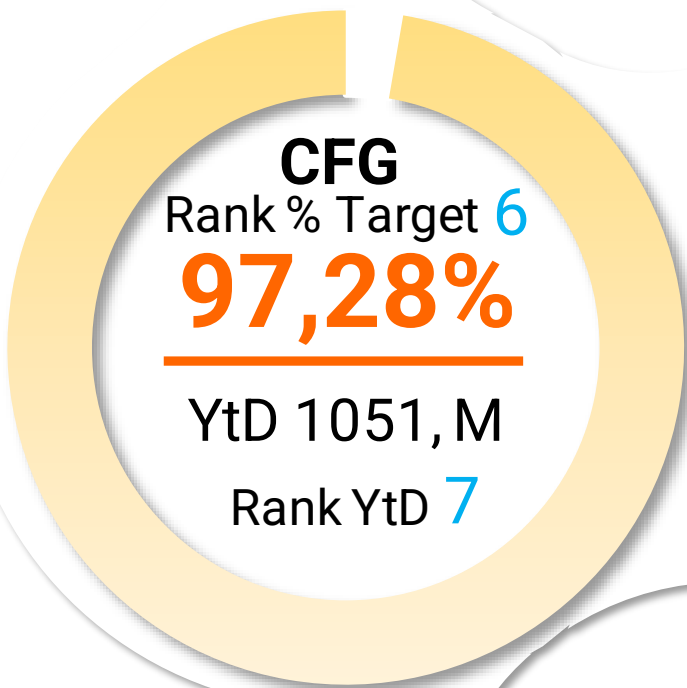 CFG
Rank % Target 6
97,28%
YtD 1051, M
Rank YtD 7